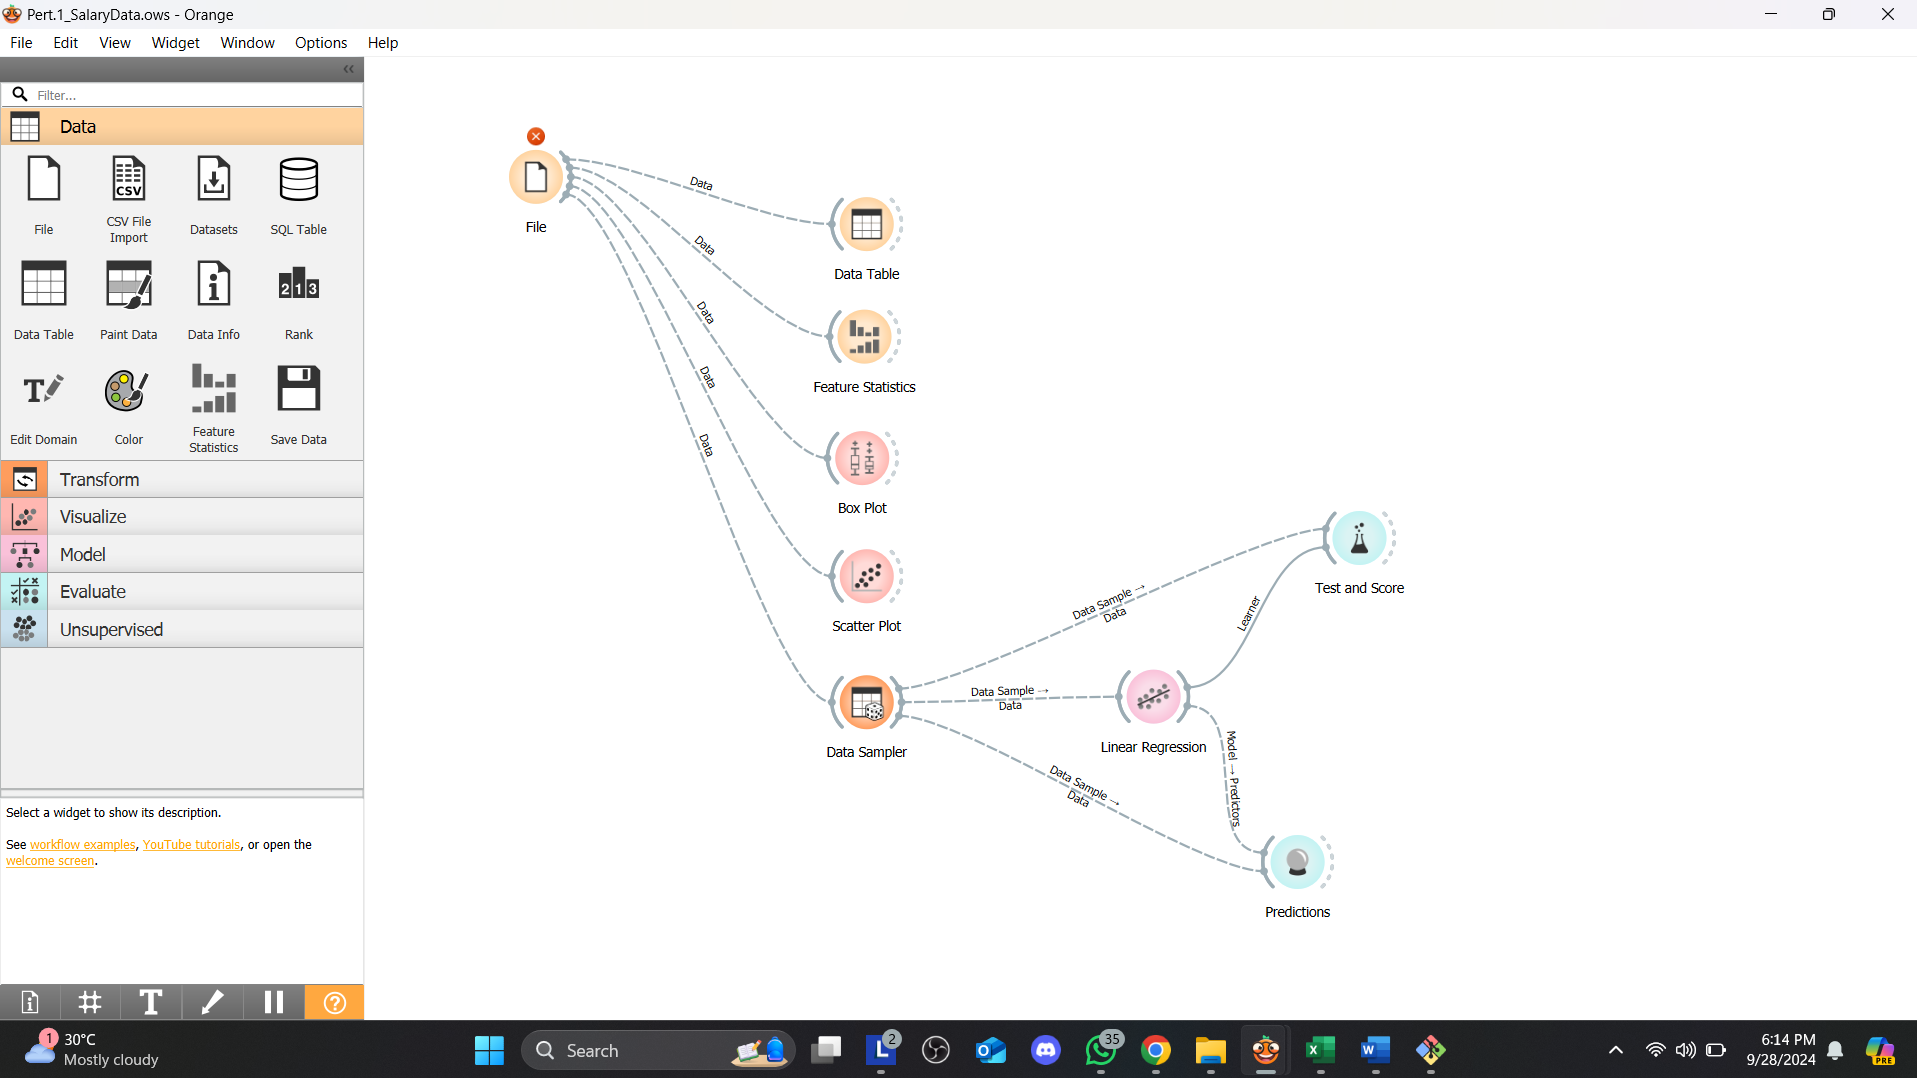 Pert.1_SalaryData.ows - Orange
File Edit View Widget Window Options Help
Filter...
Data
File
CSV File
Import
Datasets
SQL Table
Data Table
Paint Data
Data Info
Rank
Edit Domain
Color
Feature
Statistics
Save Data
Transform
Visualize
Model
Evaluate
Unsupervised
Select a widget to show its description.
See workflow examples, YouTube tutorials, or open the
welcome screen.
File
Data
Data
Data
Data
Data
Data Table
Feature Statistics
Box Plot
Scatter Plot
Data Sampler
Data Sample →
Data
Data Sample →
Data
Data Sample →
Data
Learner
Model → Predictors
Linear Regression
Test and Score
Predictions
1
30°C
Mostly cloudy
Search
L
2
35
6:14 PM
9/28/2024
PRE